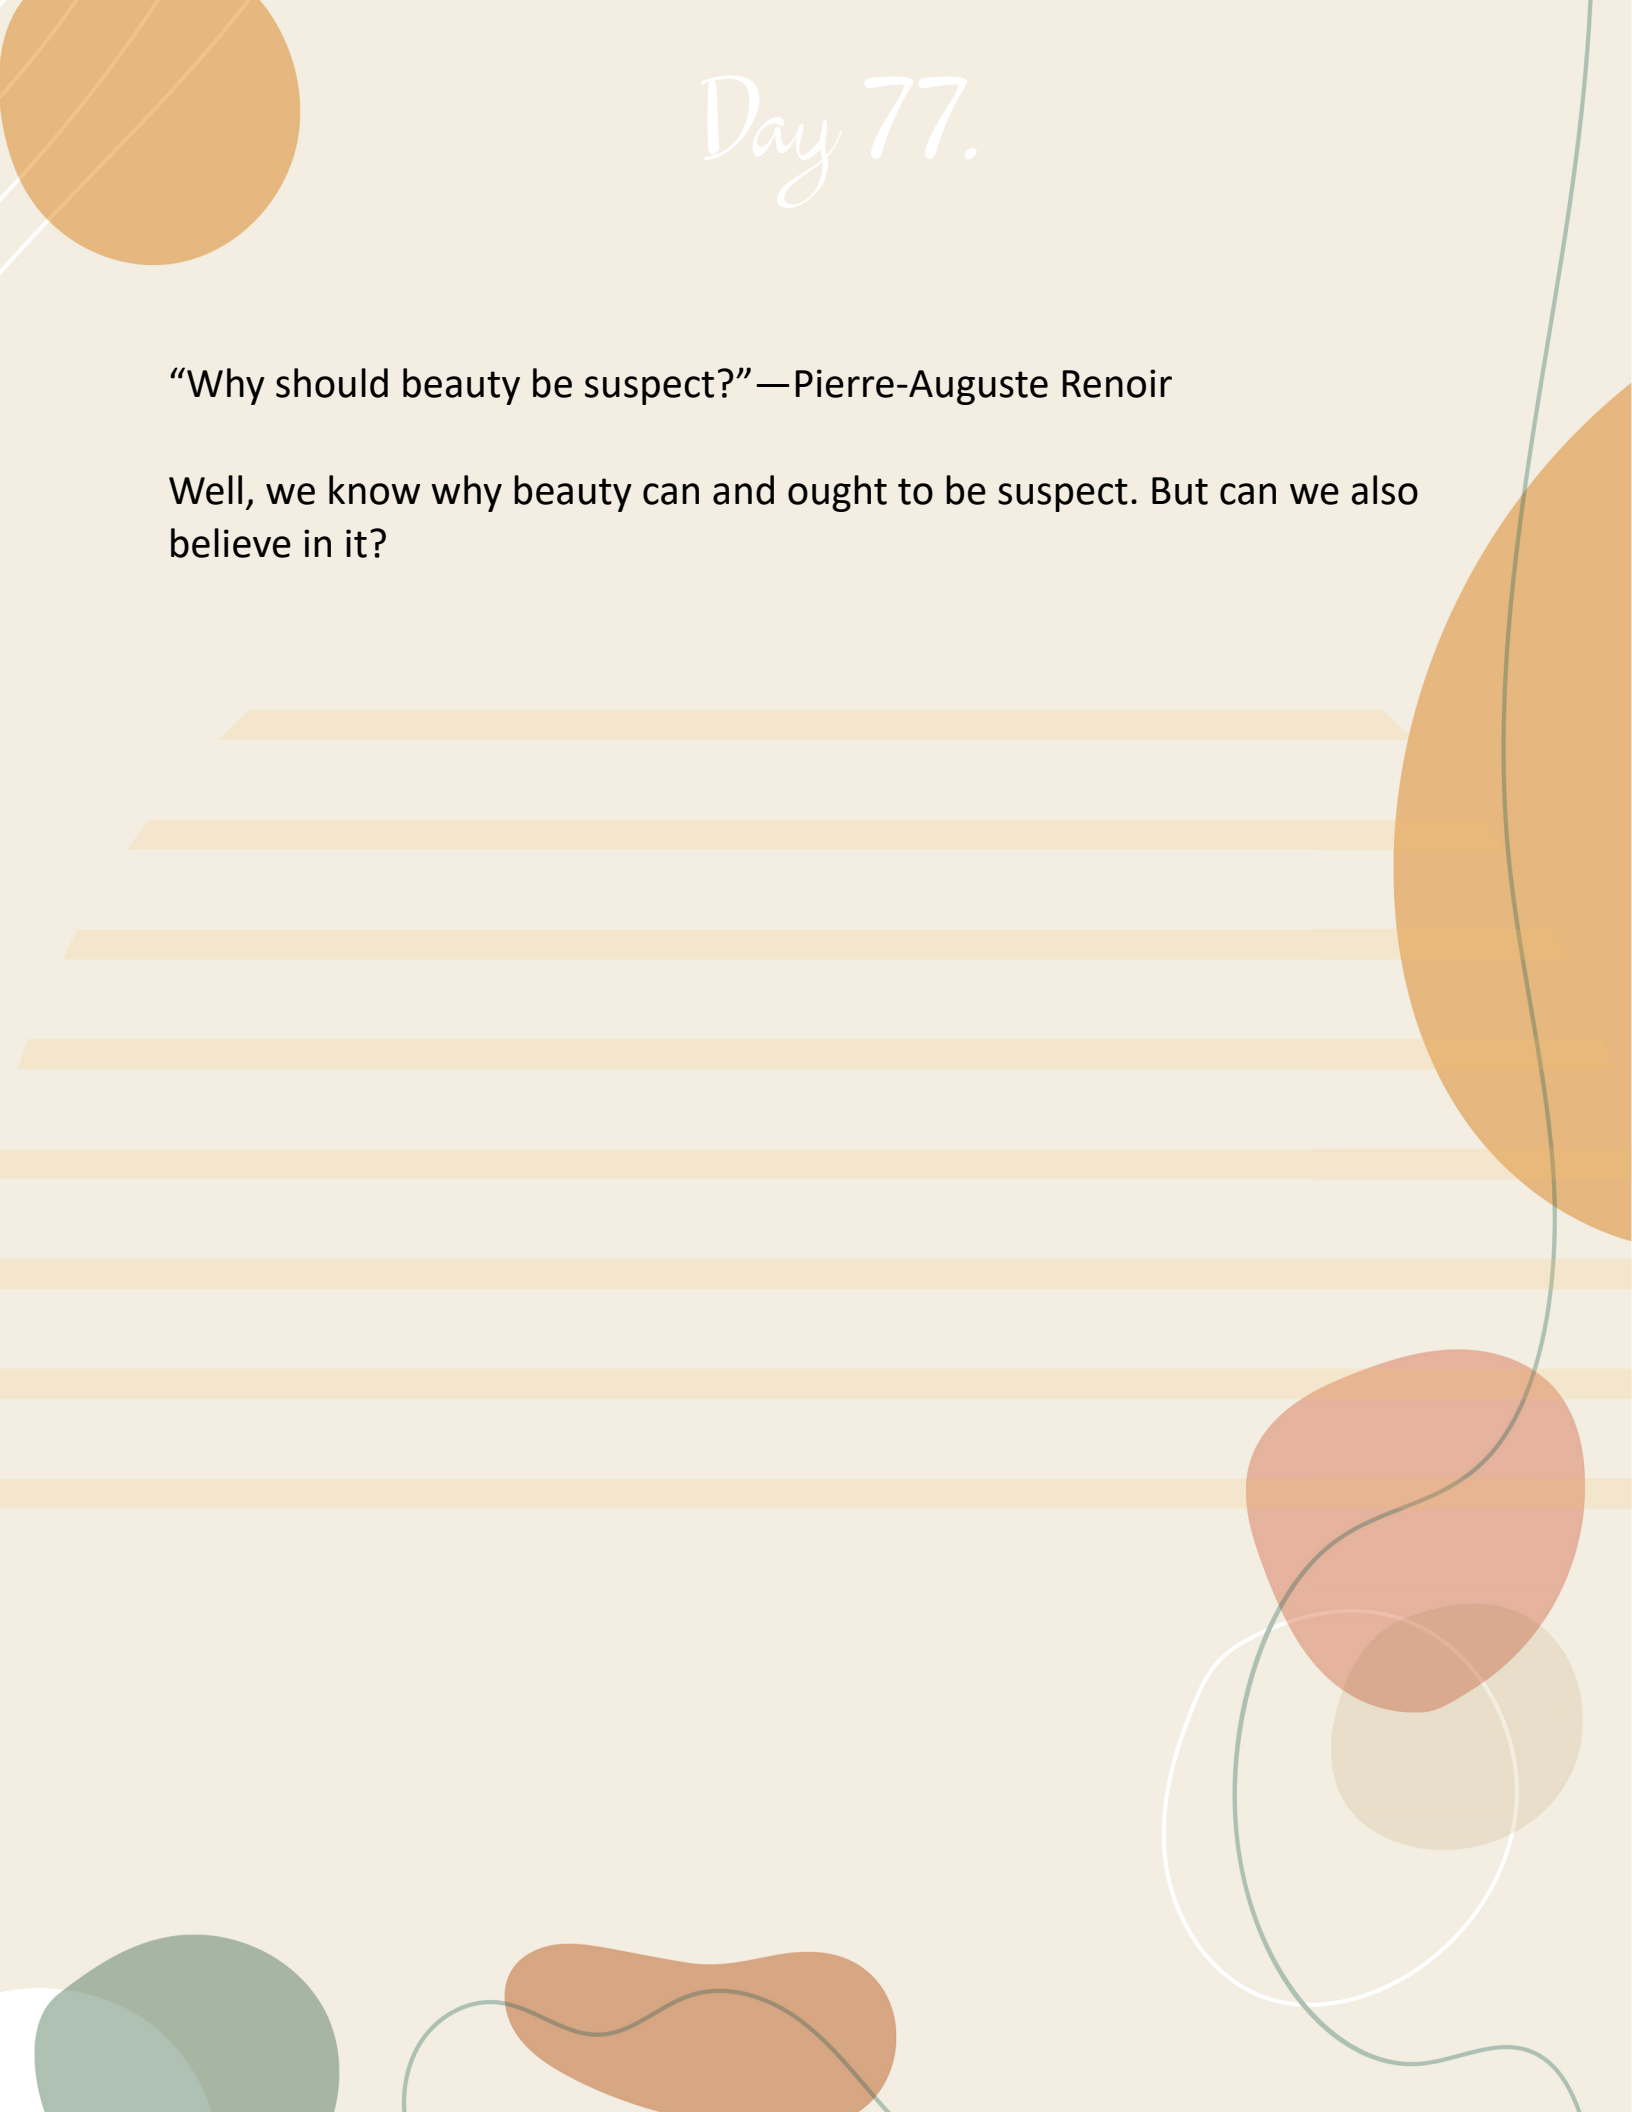 Day 77.
“Why should beauty be suspect?”—Pierre-Auguste Renoir
Well, we know why beauty can and ought to be suspect. But can we also
believe in it?